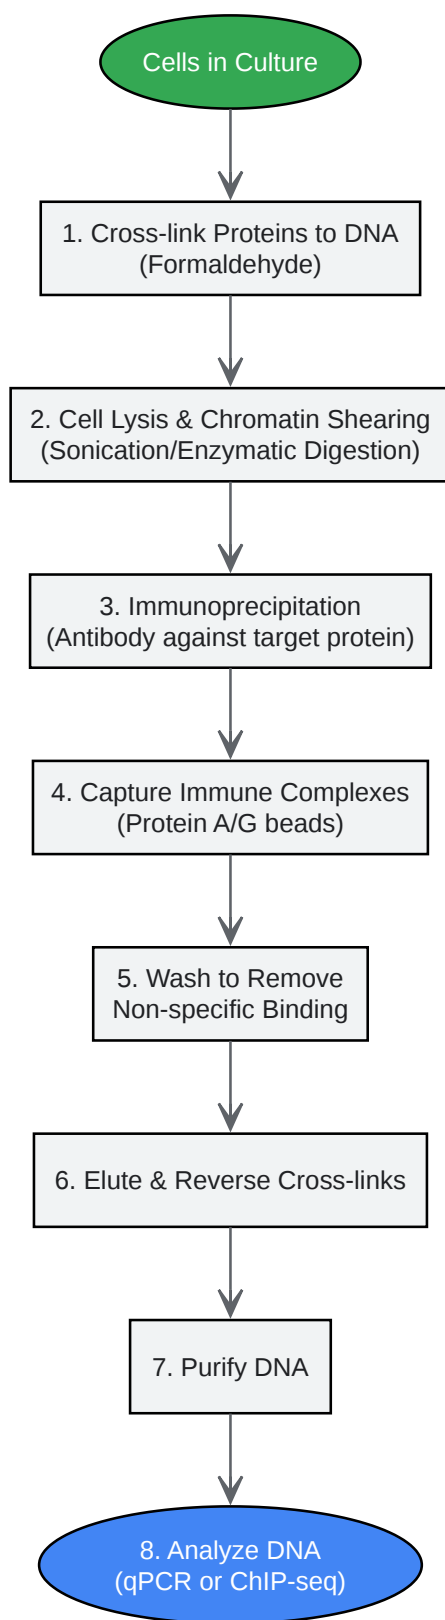 Cells in Culture
1. Cross-link Proteins to DNA
(Formaldehyde)
2. Cell Lysis & Chromatin Shearing
(Sonication/Enzymatic Digestion)
3. Immunoprecipitation
(Antibody against target protein)
4. Capture Immune Complexes
(Protein A/G beads)
5. Wash to Remove
Non-specific Binding
6. Elute & Reverse Cross-links
7. Purify DNA
8. Analyze DNA
(qPCR or ChIP-seq)